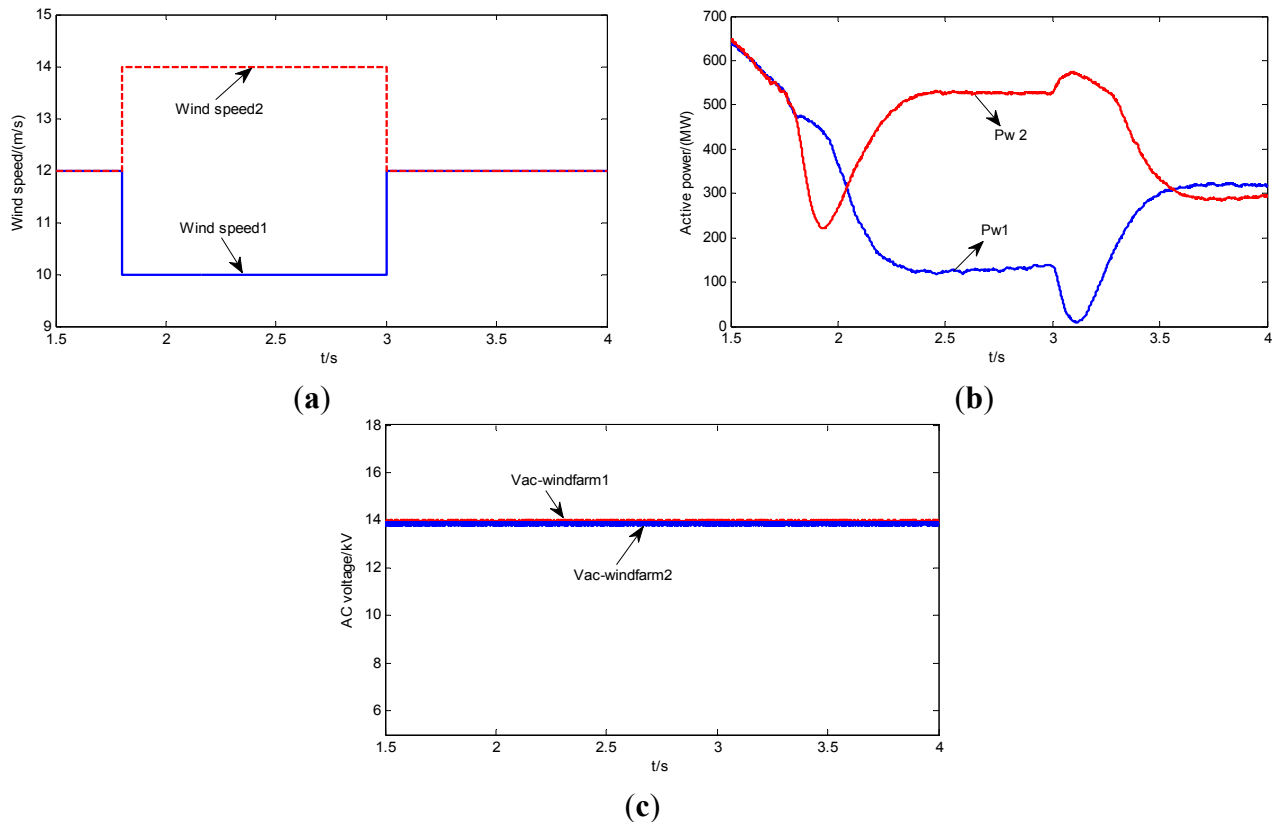 15
14
13
12
11
10
9
Wind speed/(m/s)
Wind speed2
Wind speed1
1.5 2 2.5 3 3.5 4
t/s
(a)
700
600
500
400
300
200
100
0
Active power/(MW)
Pw 2
Pw1
1.5 2 2.5 3 3.5 4
t/s
(b)
18
16
14
12
10
8
6
AC voltage/kV
Vac-windfarm1
Vac-windfarm2
1.5 2 2.5 3 3.5 4
t/s
(c)